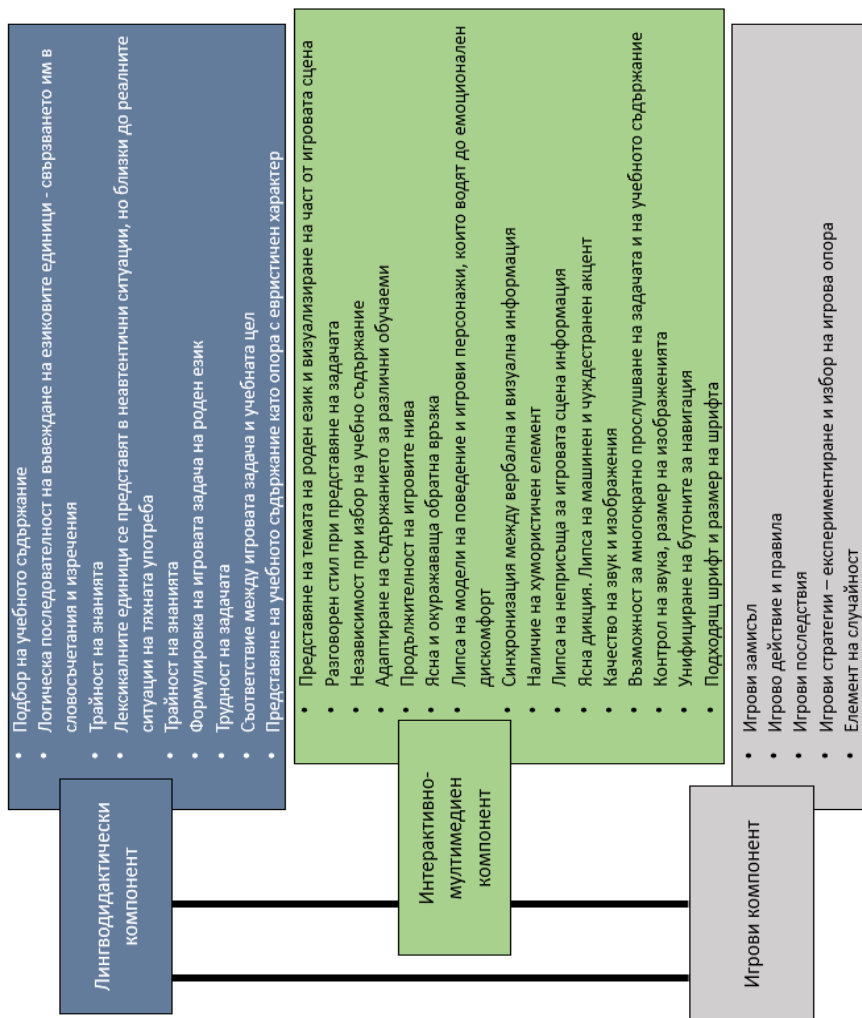 Лингводидактически
компонент
• Подбор на учебното съдържание
• Логическа последователност на въвеждане на езиковите единици - свързването им в
словосъчетания и изречения
• Трайност на знанията
• Лексикалните единици се представят в неавтентични ситуации, но близки до реалните
ситуации на тяхната употреба
• Трайност на знанията
• Формулировка на игровата задача на роден език
• Трудност на задачата
• Съответствие между игровата задача и учебната цел
• Представяне на учебното съдържание като опора с евристичен характер
Интерактивно-
мултимедиен
компонент
• Представяне на темата на роден език и визуализиране на част от игровата сцена
• Разговорен стил при представяне на задачата
• Независимост при избор на учебно съдържание
• Адаптиране на съдържанието за различни обучаеми
• Продължителност на игровите нива
• Ясна и окуражаваща обратна връзка
• Липса на модели на поведение и игрови персонажи, които водят до емоционален
дискомфорт
• Синхронизация между вербална и визуална информация
• Наличие на хумористичен елемент
• Липса на неприсъща за игровата сцена информация
• Ясна дикция. Липса на машинен и чуждестранен акцент
• Качество на звук и изображения
• Възможност за многократно прослушване на задачата и на учебното съдържание
• Контрол на звука, размер на изображенията
• Унифициране на бутоните за навигация
• Подходящ шрифт и размер на шрифта
Игрови компонент
• Игрови замисъл
• Игрово действие и правила
• Игрови последствия
• Игрови стратегии – експериментиране и избор на игрова опора
• Елемент на случайност